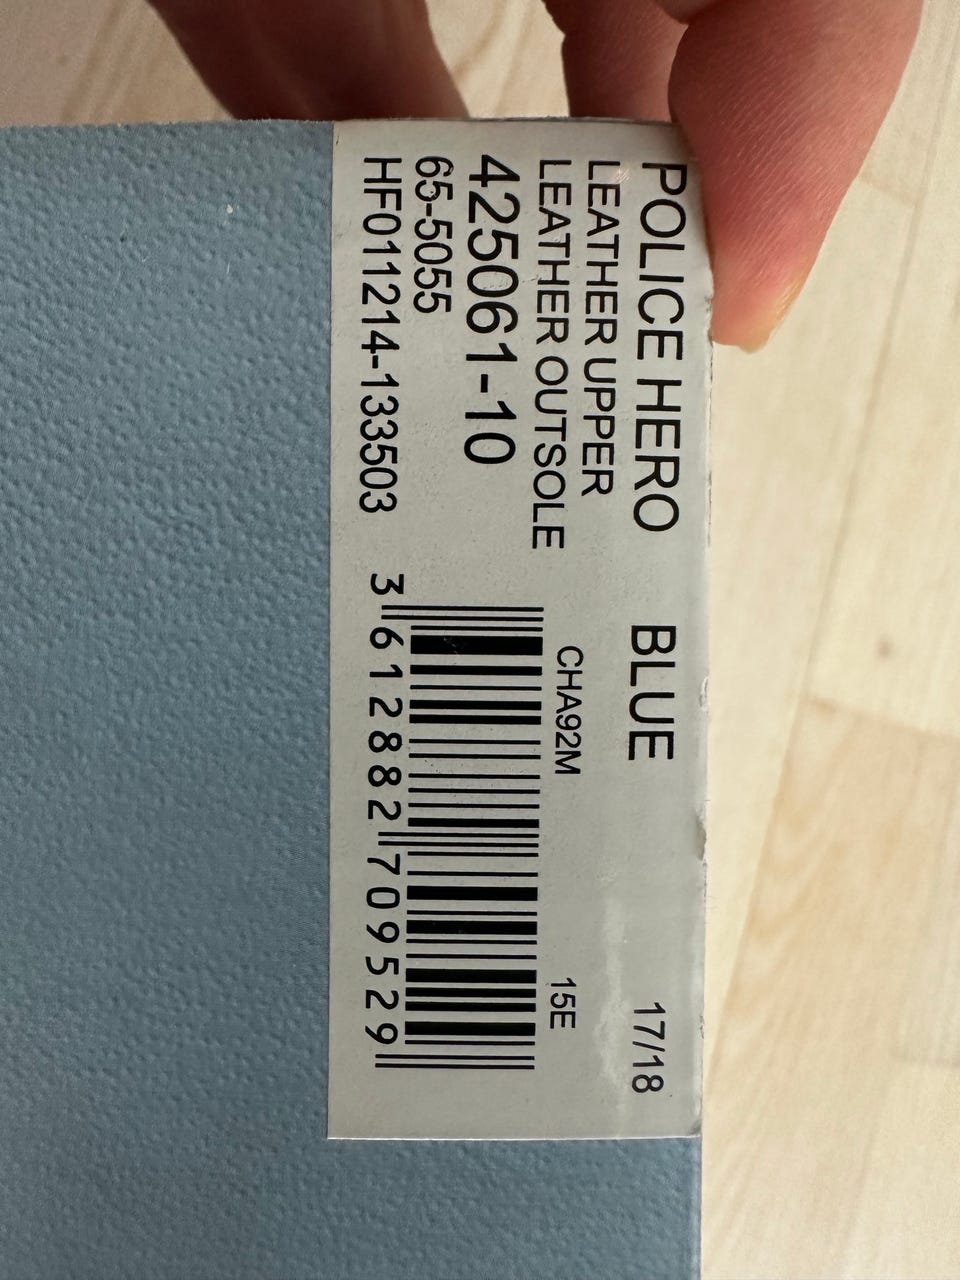 POLICE HERO BLUE 17/18
LEATHER UPPER
LEATHER OUTSOLE CHA92M 15E
425061-10
65-5055
HF011214-133503
3 612882 709529